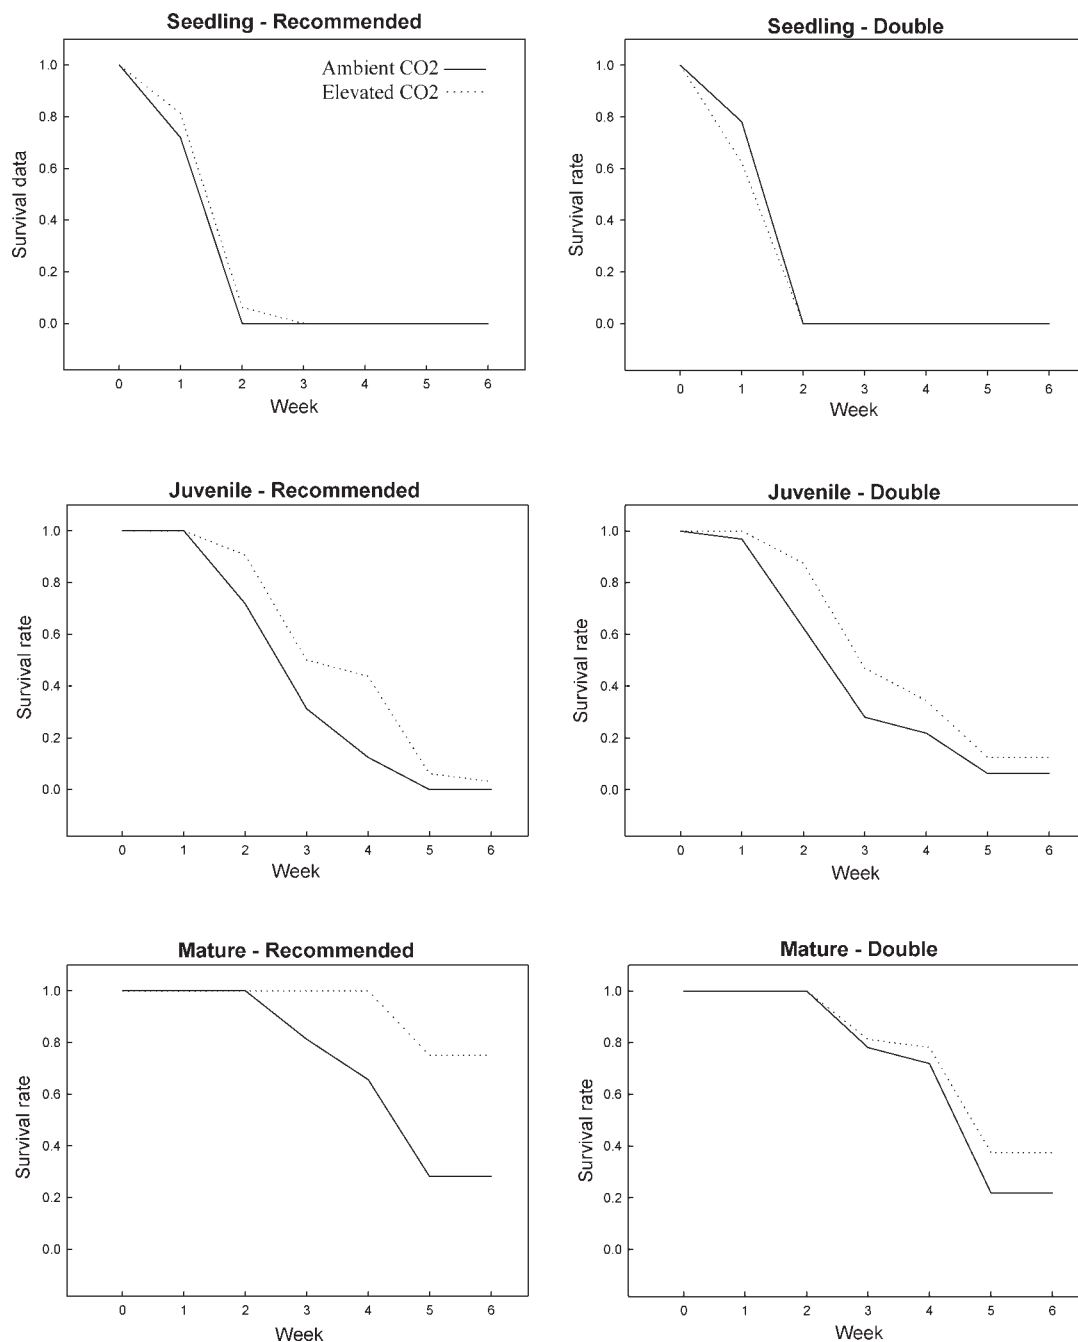 Seedling - Recommended
Ambient CO2
Elevated CO2
Survival data
1.0
0.8
0.6
0.4
0.2
0.0
0 1 2 3 4 5 6
Week
Seedling - Double
Survival rate
1.0
0.8
0.6
0.4
0.2
0.0
0 1 2 3 4 5 6
Week
Juvenile - Recommended
Survival rate
1.0
0.8
0.6
0.4
0.2
0.0
0 1 2 3 4 5 6
Week
Juvenile - Double
Survival rate
1.0
0.8
0.6
0.4
0.2
0.0
0 1 2 3 4 5 6
Week
Mature - Recommended
Survival rate
1.0
0.8
0.6
0.4
0.2
0.0
0 1 2 3 4 5 6
Week
Mature - Double
Survival rate
1.0
0.8
0.6
0.4
0.2
0.0
0 1 2 3 4 5 6
Week